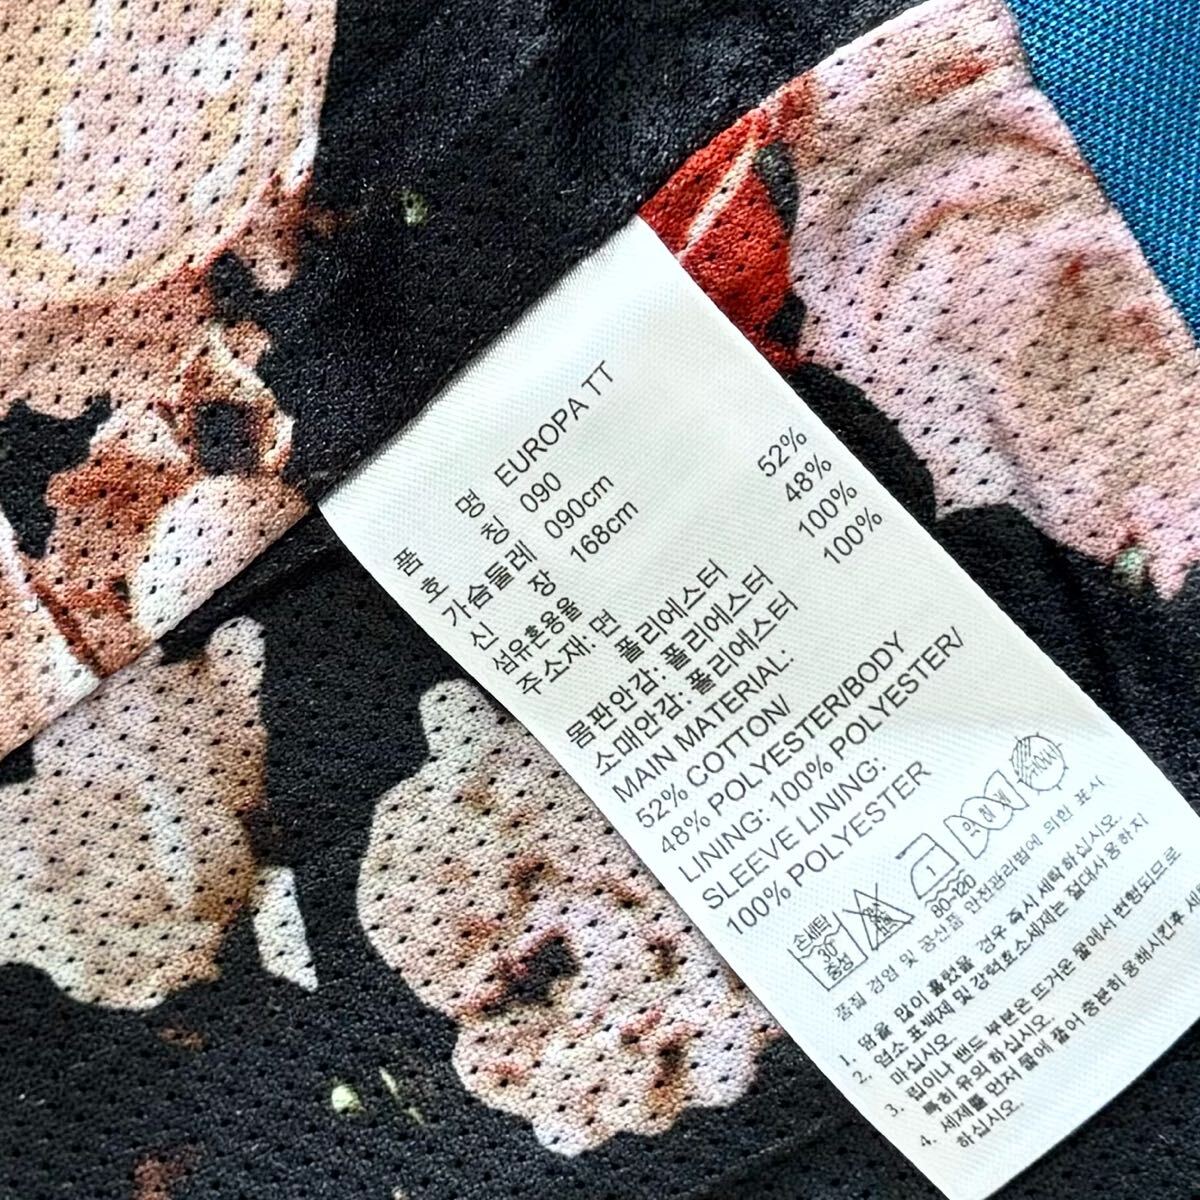 품 명 EUROPA TT
호 칭 090
가슴둘레 090cm
신 장 168cm
섬유혼용율
주소재: 면 52%
폴리에스터 48%
몸판안감: 폴리에스터 100%
소매안감: 폴리에스터 100%
MAIN MATERIAL:
52% COTTON/
48% POLYESTER/BODY
LINING: 100% POLYESTER/
SLEEVE LINING:
100% POLYESTER
손세탁 30° 중성
80~120
품질 경영 및 공산품 안전관리법에 의한 표시
1. 땀을 많이 흘렸을 경우 즉시 세탁하십시오.
2. 염소 표백제 및 강력효소세제는 절대사용하지
마십시오.
3. 립이나 밴드 부분은 뜨거운 물에서 변형되므로
특히 유의 하십시오.
4. 세제를 먼저 물에 풀어 충분히 용해시킨후 세
하십시오.